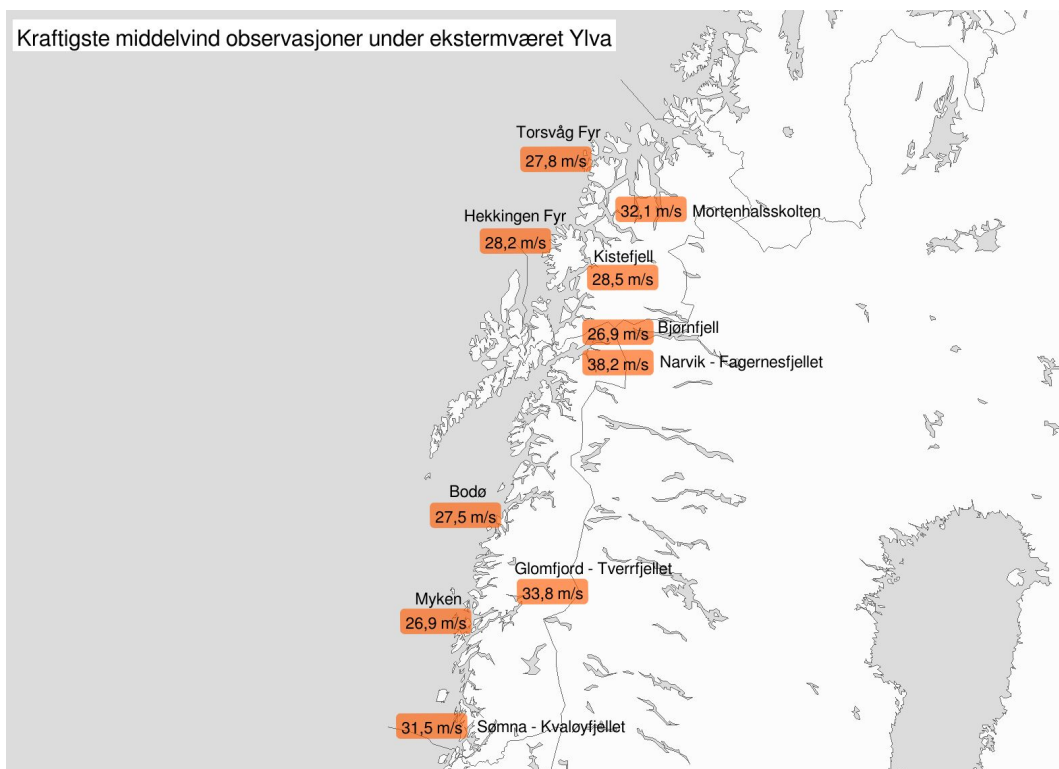 Kraftigste middelvind observasjoner under ekstermværet Ylva
Torsvåg Fyr
27,8 m/s
32,1 m/s Mortenhalsskolten
Hekkingen Fyr
28,2 m/s
Kistefjell
28,5 m/s
26,9 m/s Bjørnfjell
38,2 m/s Narvik - Fagernesfjellet
Bodø
27,5 m/s
Glomfjord - Tverrfjellet
33,8 m/s
Myken
26,9 m/s
31,5 m/s Sømna - Kvaløyfjellet